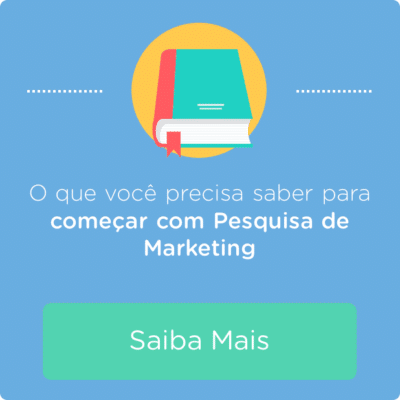 O que você precisa saber para
começar com Pesquisa de
Marketing
Saiba Mais